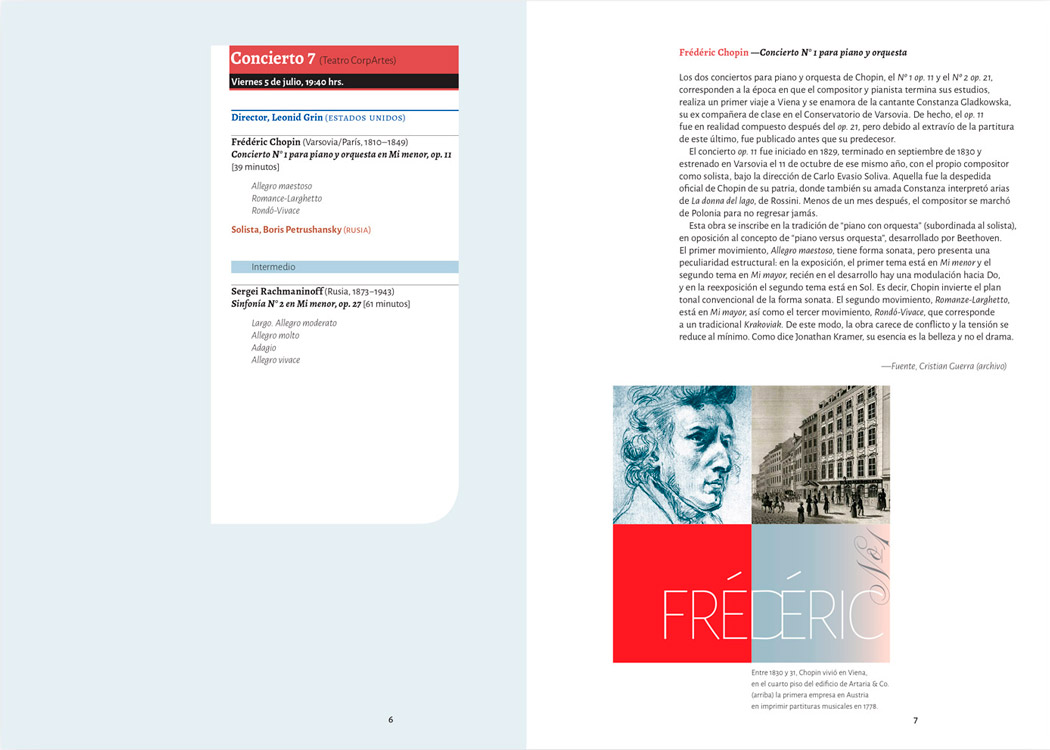 Concierto 7 (Teatro CorpArtes)
Viernes 5 de julio, 19:40 hrs.
Director, Leonid Grin (ESTADOS UNIDOS)
Frédéric Chopin (Varsovia/París, 1810–1849)
Concierto N° 1 para piano y orquesta en Mi menor, op. 11
[39 minutos]
Allegro maestoso
Romance-Larghetto
Rondó-Vivace
Solista, Boris Petrushansky (RUSIA)
Intermedio
Sergei Rachmaninoff (Rusia, 1873–1943)
Sinfonía N° 2 en Mi menor, op. 27 [61 minutos]
Largo. Allegro moderato
Allegro molto
Adagio
Allegro vivace
6
Frédéric Chopin —Concierto N° 1 para piano y orquesta
Los dos conciertos para piano y orquesta de Chopin, el N° 1 op. 11 y el N° 2 op. 21,
corresponden a la época en que el compositor y pianista termina sus estudios,
realiza un primer viaje a Viena y se enamora de la cantante Constanza Gladkowska,
su ex compañera de clase en el Conservatorio de Varsovia. De hecho, el op. 11
fue en realidad compuesto después del op. 21, pero debido al extravío de la partitura
de este último, fue publicado antes que su predecesor.
El concierto op. 11 fue iniciado en 1829, terminado en septiembre de 1830 y
estrenado en Varsovia el 11 de octubre de ese mismo año, con el propio compositor
como solista, bajo la dirección de Carlo Evasio Soliva. Aquella fue la despedida
oficial de Chopin de su patria, donde también su amada Constanza interpretó arias
de La donna del lago, de Rossini. Menos de un mes después, el compositor se marchó
de Polonia para no regresar jamás.
Esta obra se inscribe en la tradición de “piano con orquesta” (subordinada al solista),
en oposición al concepto de “piano versus orquesta”, desarrollado por Beethoven.
El primer movimiento, Allegro maestoso, tiene forma sonata, pero presenta una
peculiaridad estructural: en la exposición, el primer tema está en Mi menor y el
segundo tema en Mi mayor, recién en el desarrollo hay una modulación hacia Do,
y en la reexposición el segundo tema está en Sol. Es decir, Chopin invierte el plan
tonal convencional de la forma sonata. El segundo movimiento, Romanze-Larghetto,
está en Mi mayor, así como el tercer movimiento, Rondó-Vivace, que corresponde
a un tradicional Krakoviak. De este modo, la obra carece de conflicto y la tensión se
reduce al mínimo. Como dice Jonathan Kramer, su esencia es la belleza y no el drama.
—Fuente, Cristian Guerra (archivo)
No1
FRÉDÉRIC
Entre 1830 y 31, Chopin vivió en Viena,
en el cuarto piso del edificio de Artaria & Co.
(arriba) la primera empresa en Austria
en imprimir partituras musicales en 1778.
7